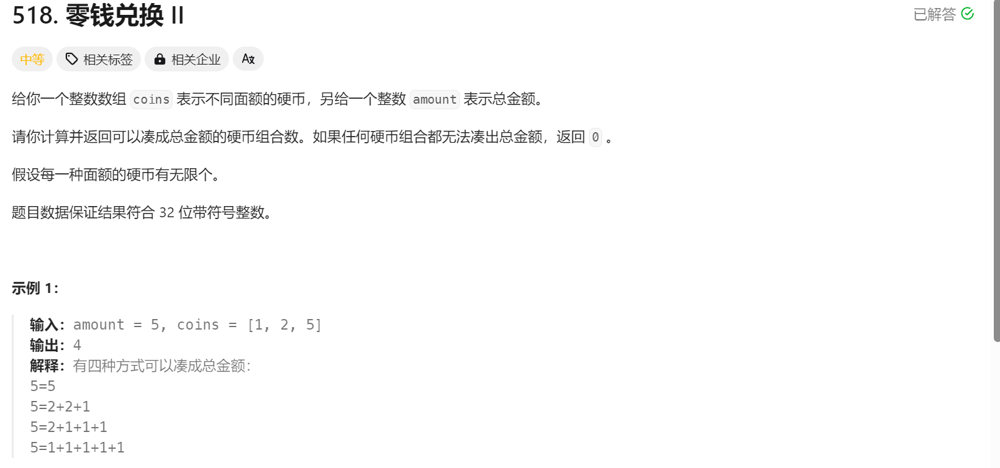 518. 零钱兑换 II
已解答
中等 相关标签 相关企业 A文
给你一个整数数组 coins 表示不同面额的硬币，另给一个整数 amount 表示总金额。
请你计算并返回可以凑成总金额的硬币组合数。如果任何硬币组合都无法凑出总金额，返回 0 。
假设每一种面额的硬币有无限个。
题目数据保证结果符合 32 位带符号整数。
示例 1：
输入：amount = 5, coins = [1, 2, 5]
输出：4
解释：有四种方式可以凑成总金额：
5=5
5=2+2+1
5=2+1+1+1
5=1+1+1+1+1